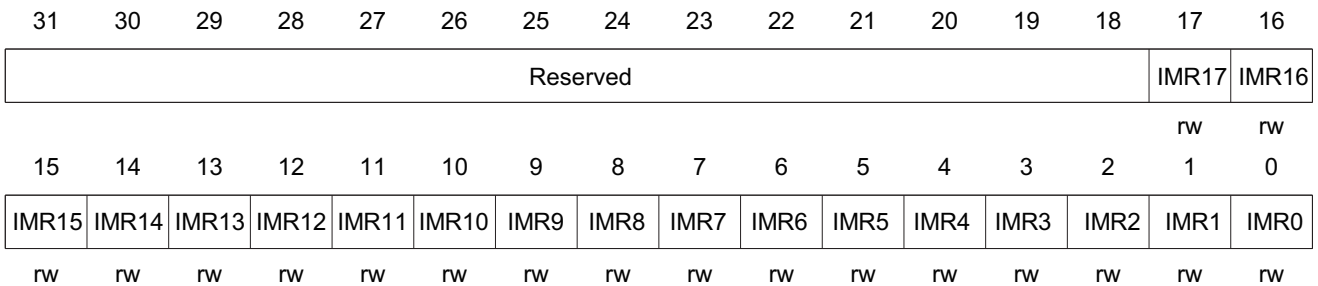 31 30 29 28 27 26 25 24 23 22 21 20 19 18 17 16
Reserved IMR17 IMR16
rw rw
15 14 13 12 11 10 9 8 7 6 5 4 3 2 1 0
IMR15 IMR14 IMR13 IMR12 IMR11 IMR10 IMR9 IMR8 IMR7 IMR6 IMR5 IMR4 IMR3 IMR2 IMR1 IMR0
rw rw rw rw rw rw rw rw rw rw rw rw rw rw rw rw